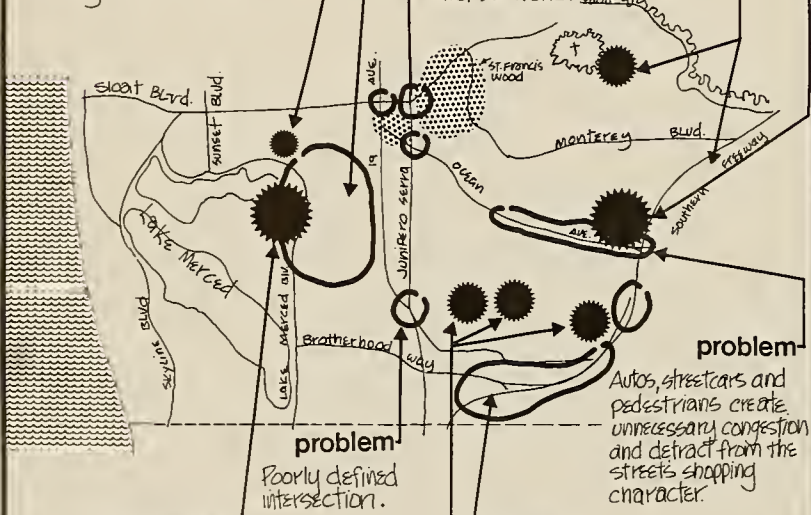 St. Francis
Wood
Sloat Blvd.
Sunset BLVD.
19 AVE.
Monterey BLVD.
Ocean AVE.
Southern Freeway
Junipero Serra
Lake Merced
Skyline BLVD
Lake Merced Blv.
Brotherhood way
problem
Poorly defined
intersection.
problem
Autos, streetcars and
pedestrians create
unnecessary congestion
and detract from the
streets shopping
character.